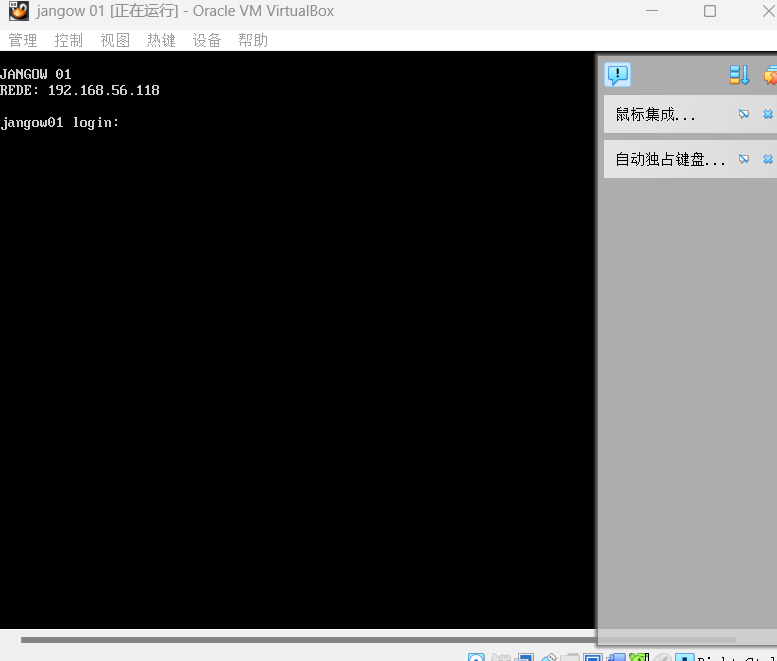 jangow 01 [正在运行] - Oracle VM VirtualBox
管理 控制 视图 热键 设备 帮助
JANGOW 01
REDE: 192.168.56.118
jangow01 login:
鼠标集成...
自动独占键盘...